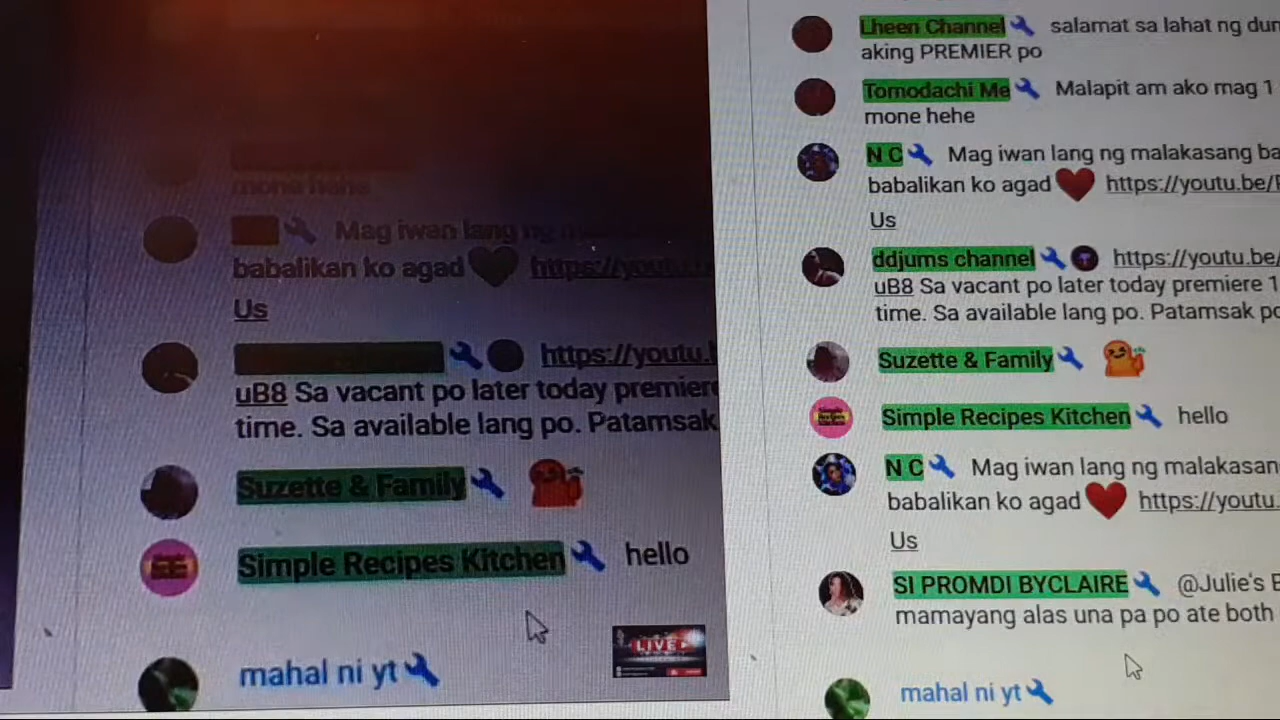 mone hehe
Mag iwan lang ng
babalikan ko agad https://you
Us
https://youtu.
uB8 Sa vacant po later today premiere
time. Sa available lang po. Patamsak
Suzette & Family
Simple Recipes Kitchen hello
LIVE
mahal ni yt
Lheen Channel salamat sa lahat ng dun
aking PREMIER po
Tomodachi Me Malapit am ako mag 1
mone hehe
N C Mag iwan lang ng malakasang ba
babalikan ko agad https://youtu.be/
Us
ddjums channel https://youtu.be/
uB8 Sa vacant po later today premiere 1
time. Sa available lang po. Patamsak po
Suzette & Family
Simple Recipes Kitchen hello
N C Mag iwan lang ng malakasan
babalikan ko agad https://youtu.
Us
SI PROMDI BYCLAIRE @Julie's
mamayang alas una pa po ate both
mahal ni yt